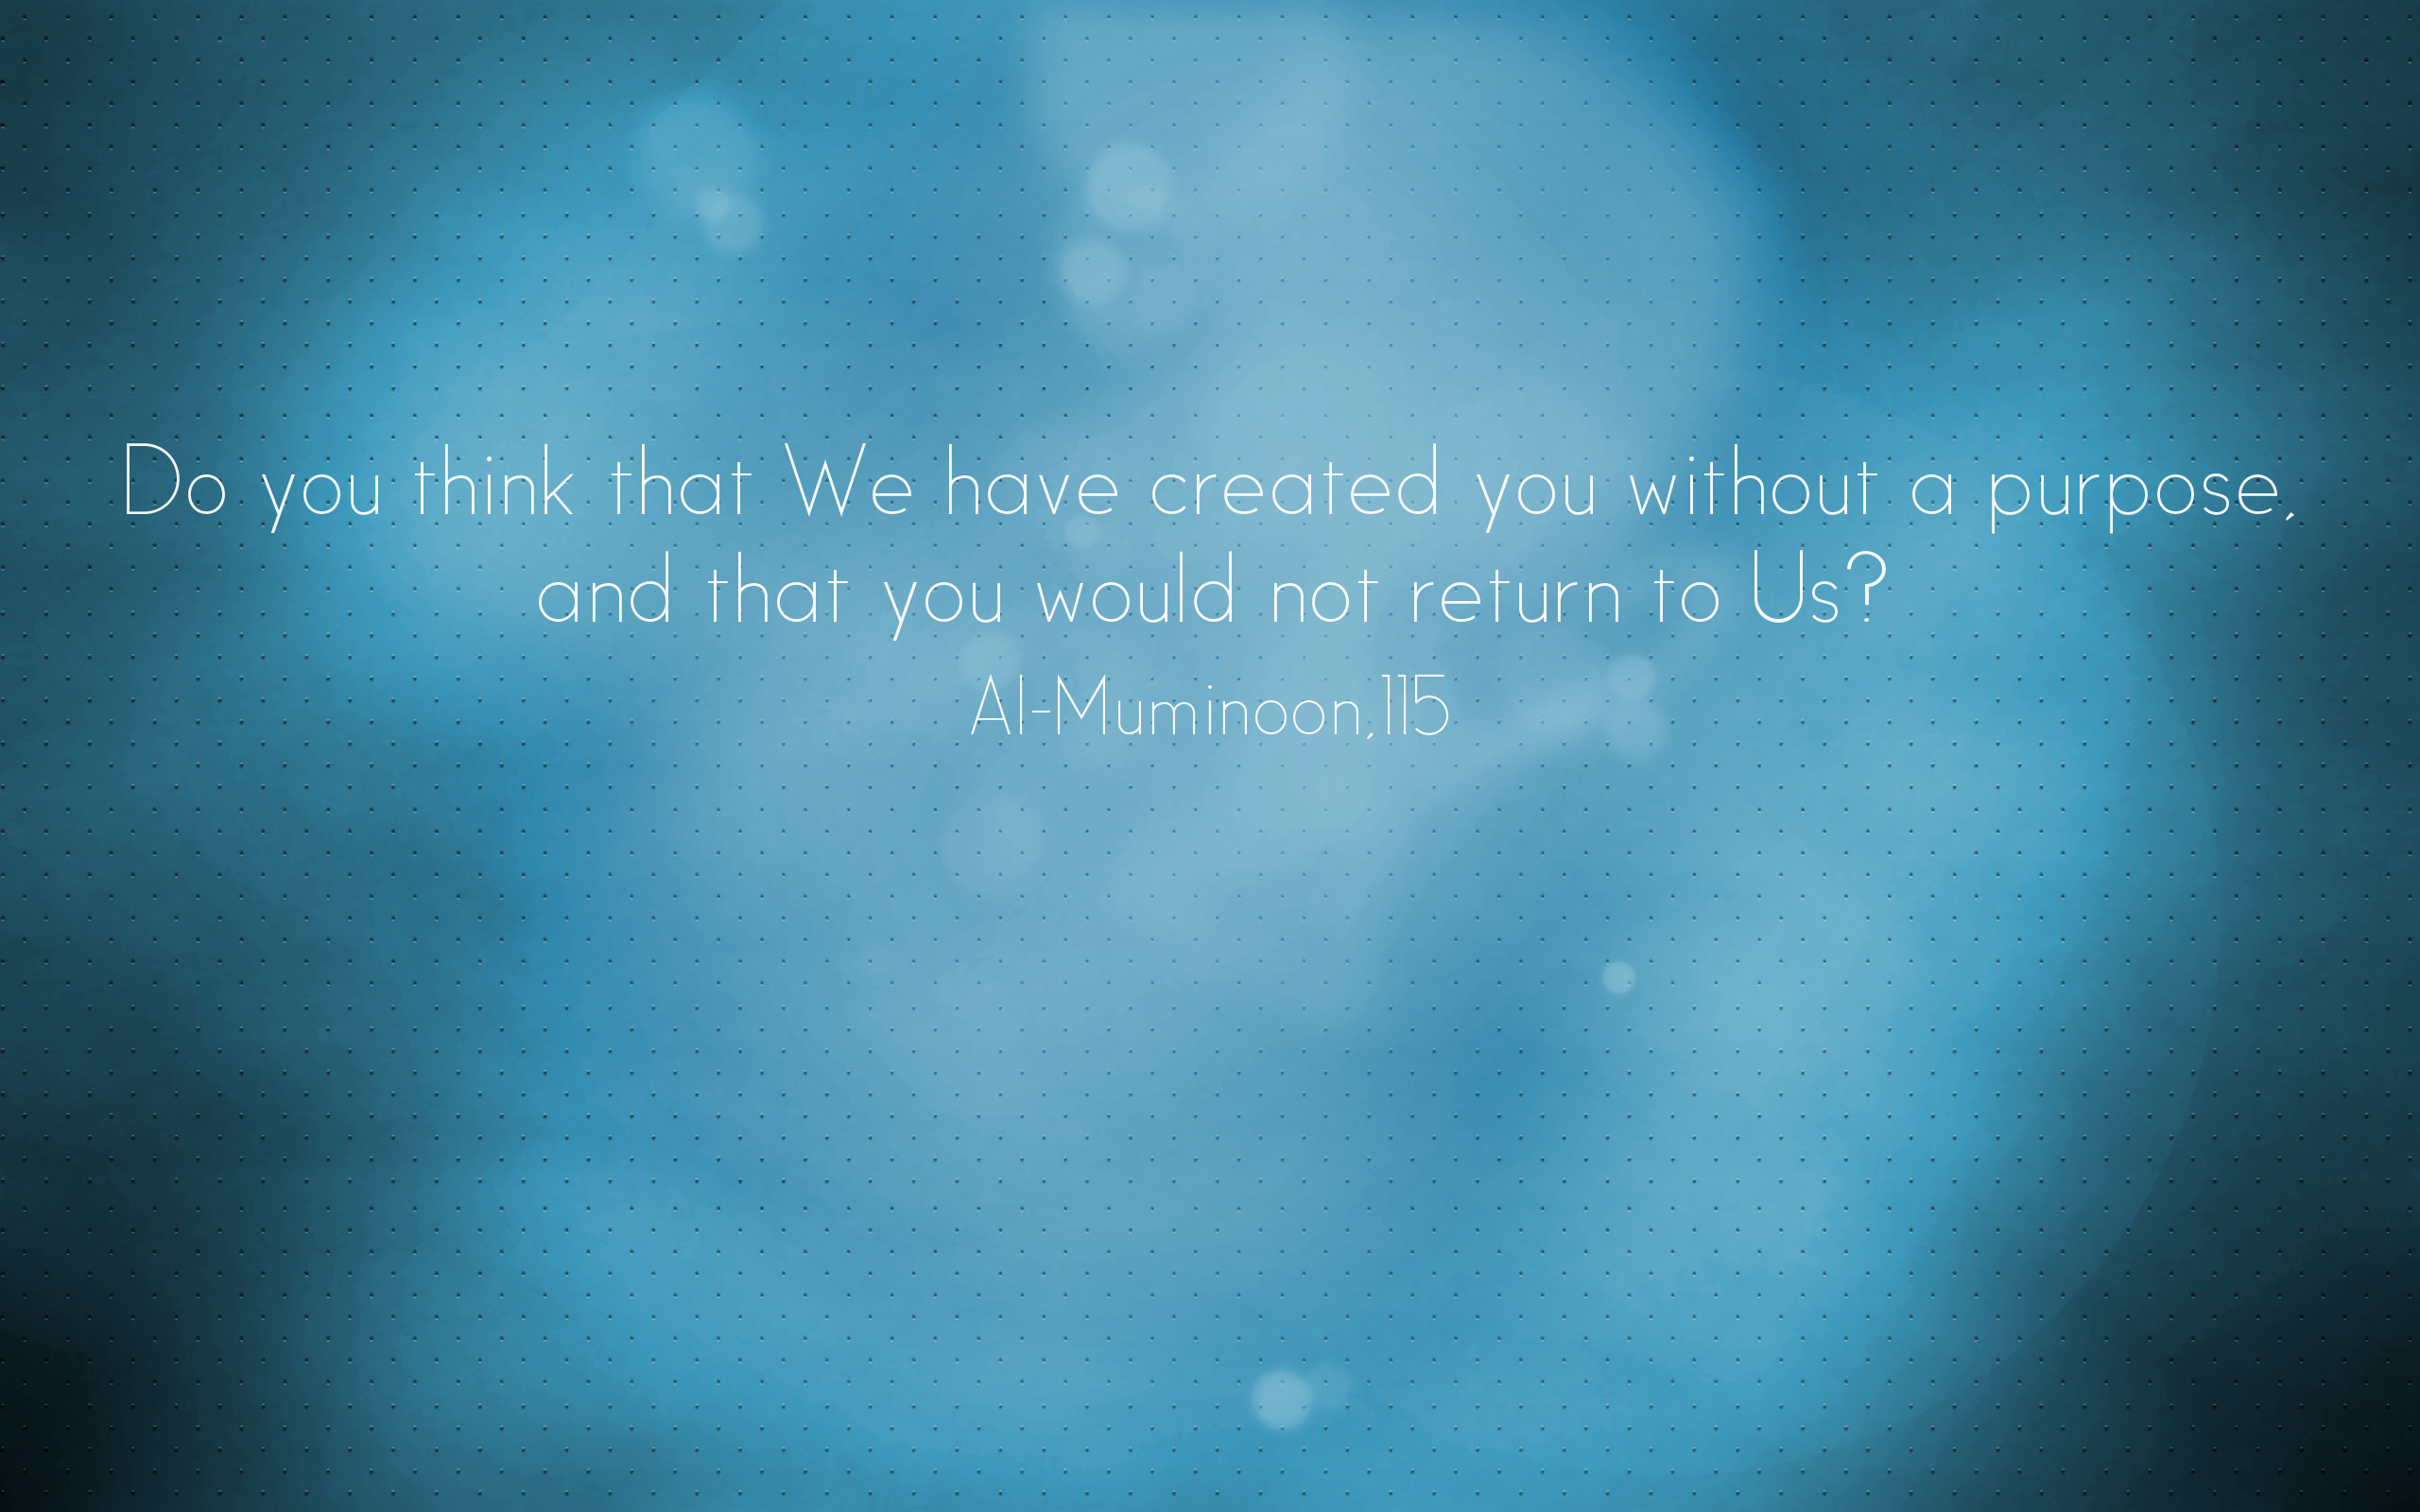 Do you think that We have created you without a purpose,
and that you would not return to Us?
Al-Muminoon,115